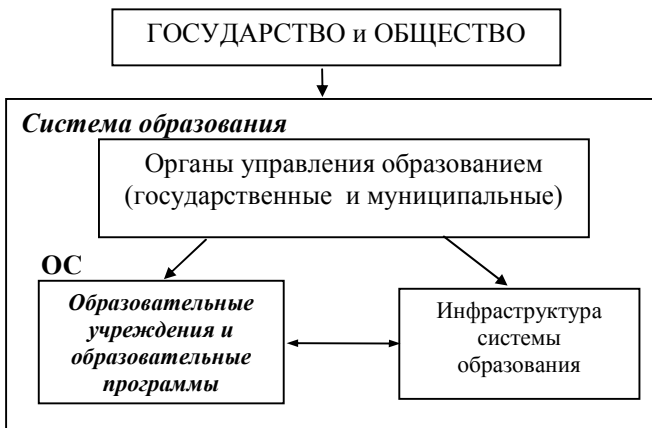 ГОСУДАРСТВО и ОБЩЕСТВО
Система образования
Органы управления образованием
(государственные и муниципальные)
ОС
Образовательные
учреждения и
образовательные
программы
Инфраструктура
системы
образования